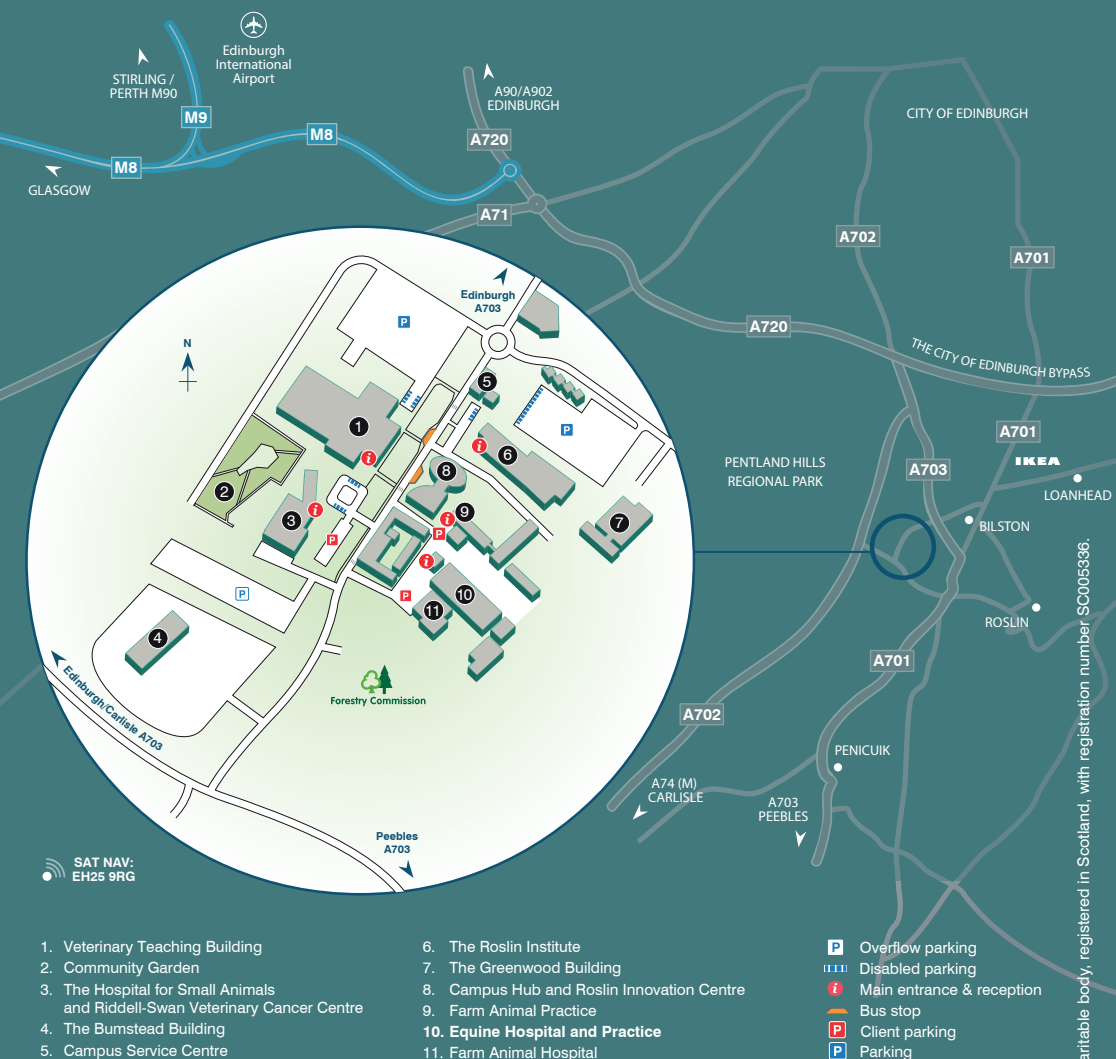 Edinburgh
International
Airport
STIRLING /
PERTH M90
A90/A902
EDINBURGH
CITY OF EDINBURGH
M9
M8
A720
M8
GLASGOW
A71
A702
A701
Edinburgh
A703
P
N
A720
THE CITY OF EDINBURGH BYPASS
5
1
P
6
i
i
8
A701
PENTLAND HILLS
REGIONAL PARK
A703
IKEA
LOANHEAD
2
3
i
9
i
7
BILSTON
P
P
i
P
10
11
P
4
ROSLIN
A701
Forestry Commission
Edinburgh/Carlisle A703
A702
PENICUIK
A74 (M)
CARLISLE
A703
PEEBLES
Peebles
A703
SAT NAV:
EH25 9RG
1. Veterinary Teaching Building
2. Community Garden
3. The Hospital for Small Animals
and Riddell-Swan Veterinary Cancer Centre
4. The Bumstead Building
5. Campus Service Centre
6. The Roslin Institute
7. The Greenwood Building
8. Campus Hub and Roslin Innovation Centre
9. Farm Animal Practice
10. Equine Hospital and Practice
11. Farm Animal Hospital
P Overflow parking
Disabled parking
i Main entrance & reception
Bus stop
P Client parking
P Parking
aritable body, registered in Scotland, with registration number SC005336.